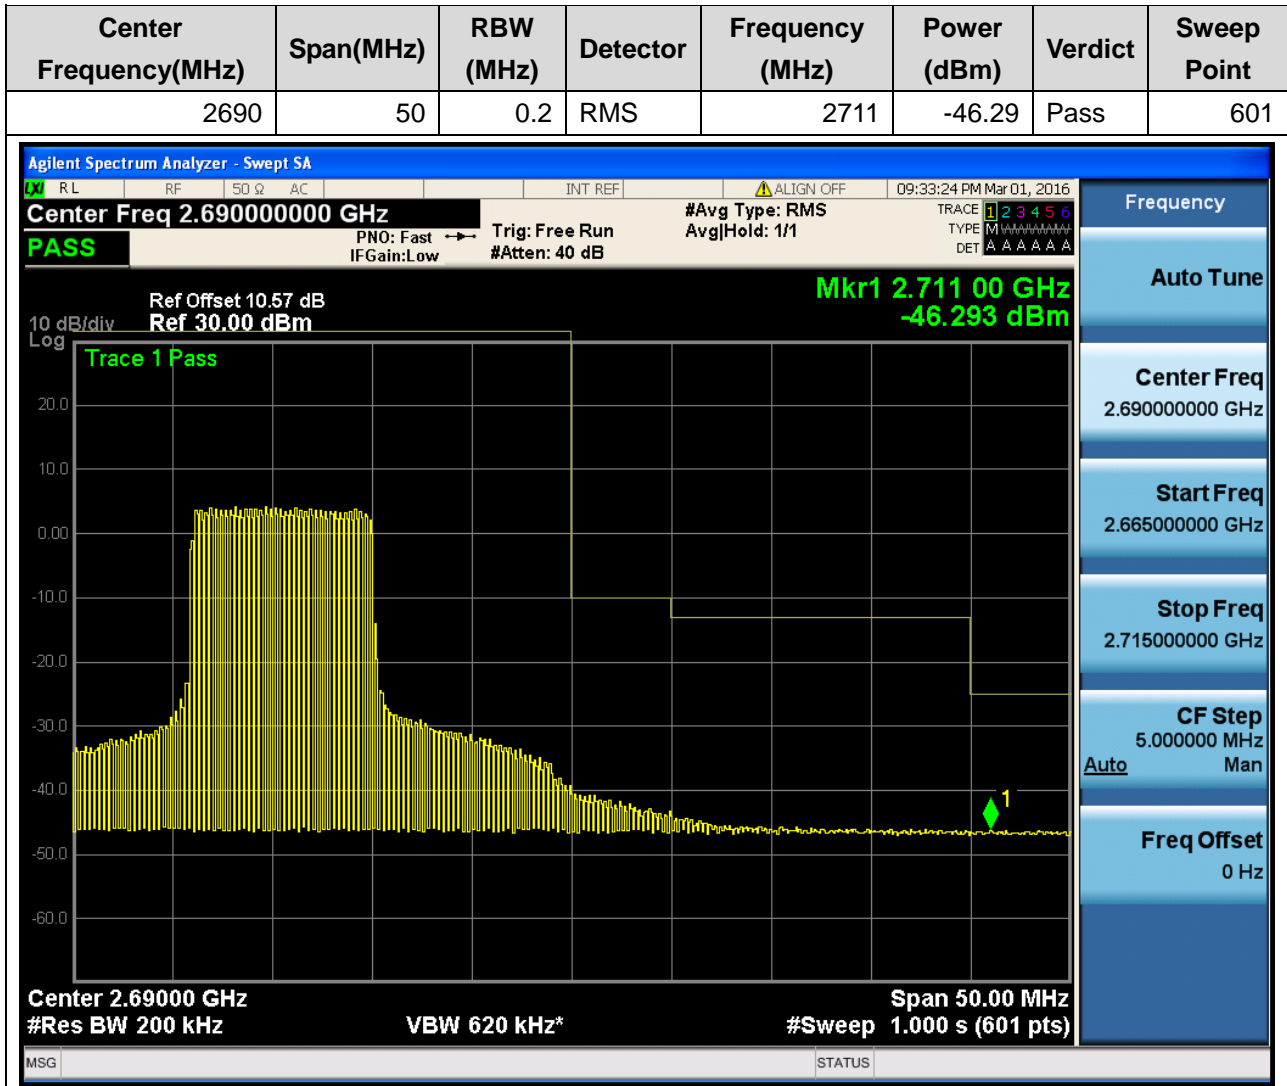 Center Frequency(MHz) Span(MHz) RBW (MHz) Detector Frequency (MHz) Power (dBm) Verdict Sweep Point
2690 50 0.2 RMS 2711 -46.29 Pass 601
Agilent Spectrum Analyzer - Swept SA
LXI RL RF 50 Ω AC INT REF ALIGN OFF 09:33:24 PM Mar 01, 2016
Center Freq 2.690000000 GHz
PASS
PNO: Fast
IFGain:Low
Trig: Free Run
#Atten: 40 dB
#Avg Type: RMS
Avg|Hold: 1/1
TRACE 1 2 3 4 5 6
TYPE M
DET A A A A A A
Ref Offset 10.57 dB
Ref 30.00 dBm
10 dB/div
Log
Mkr1 2.711 00 GHz
-46.293 dBm
Trace 1 Pass
20.0
10.0
0.00
-10.0
-20.0
-30.0
-40.0
-50.0
-60.0
1
Center 2.69000 GHz
Span 50.00 MHz
#Res BW 200 kHz
VBW 620 kHz*
#Sweep 1.000 s (601 pts)
MSG
STATUS
Frequency
Auto Tune
Center Freq
2.690000000 GHz
Start Freq
2.665000000 GHz
Stop Freq
2.715000000 GHz
CF Step
5.000000 MHz
Auto Man
Freq Offset
0 Hz